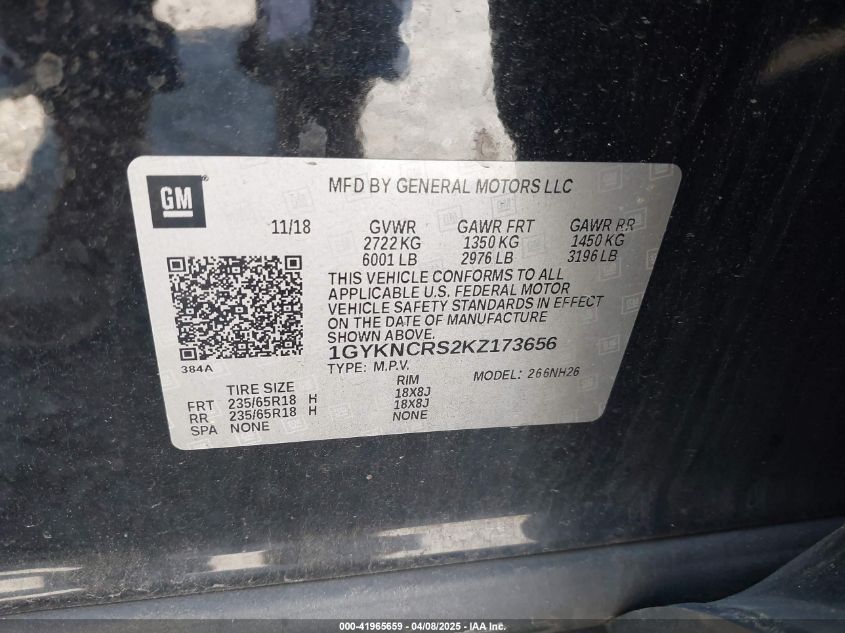 GM ®
MFD BY GENERAL MOTORS LLC
11/18 GVWR GAWR FRT GAWR RR
2722 KG 1350 KG 1450 KG
6001 LB 2976 LB 3196 LB
THIS VEHICLE CONFORMS TO ALL
APPLICABLE U.S. FEDERAL MOTOR
VEHICLE SAFETY STANDARDS IN EFFECT
ON THE DATE OF MANUFACTURE
SHOWN ABOVE.
384A
1GYKNCRS2KZ173656
TYPE: M.P.V. MODEL: 266NH26
TIRE SIZE RIM
FRT 235/65R18 H 18X8J
RR 235/65R18 H 18X8J
SPA NONE NONE
000-41965659 04/08/2025 IAA Inc.